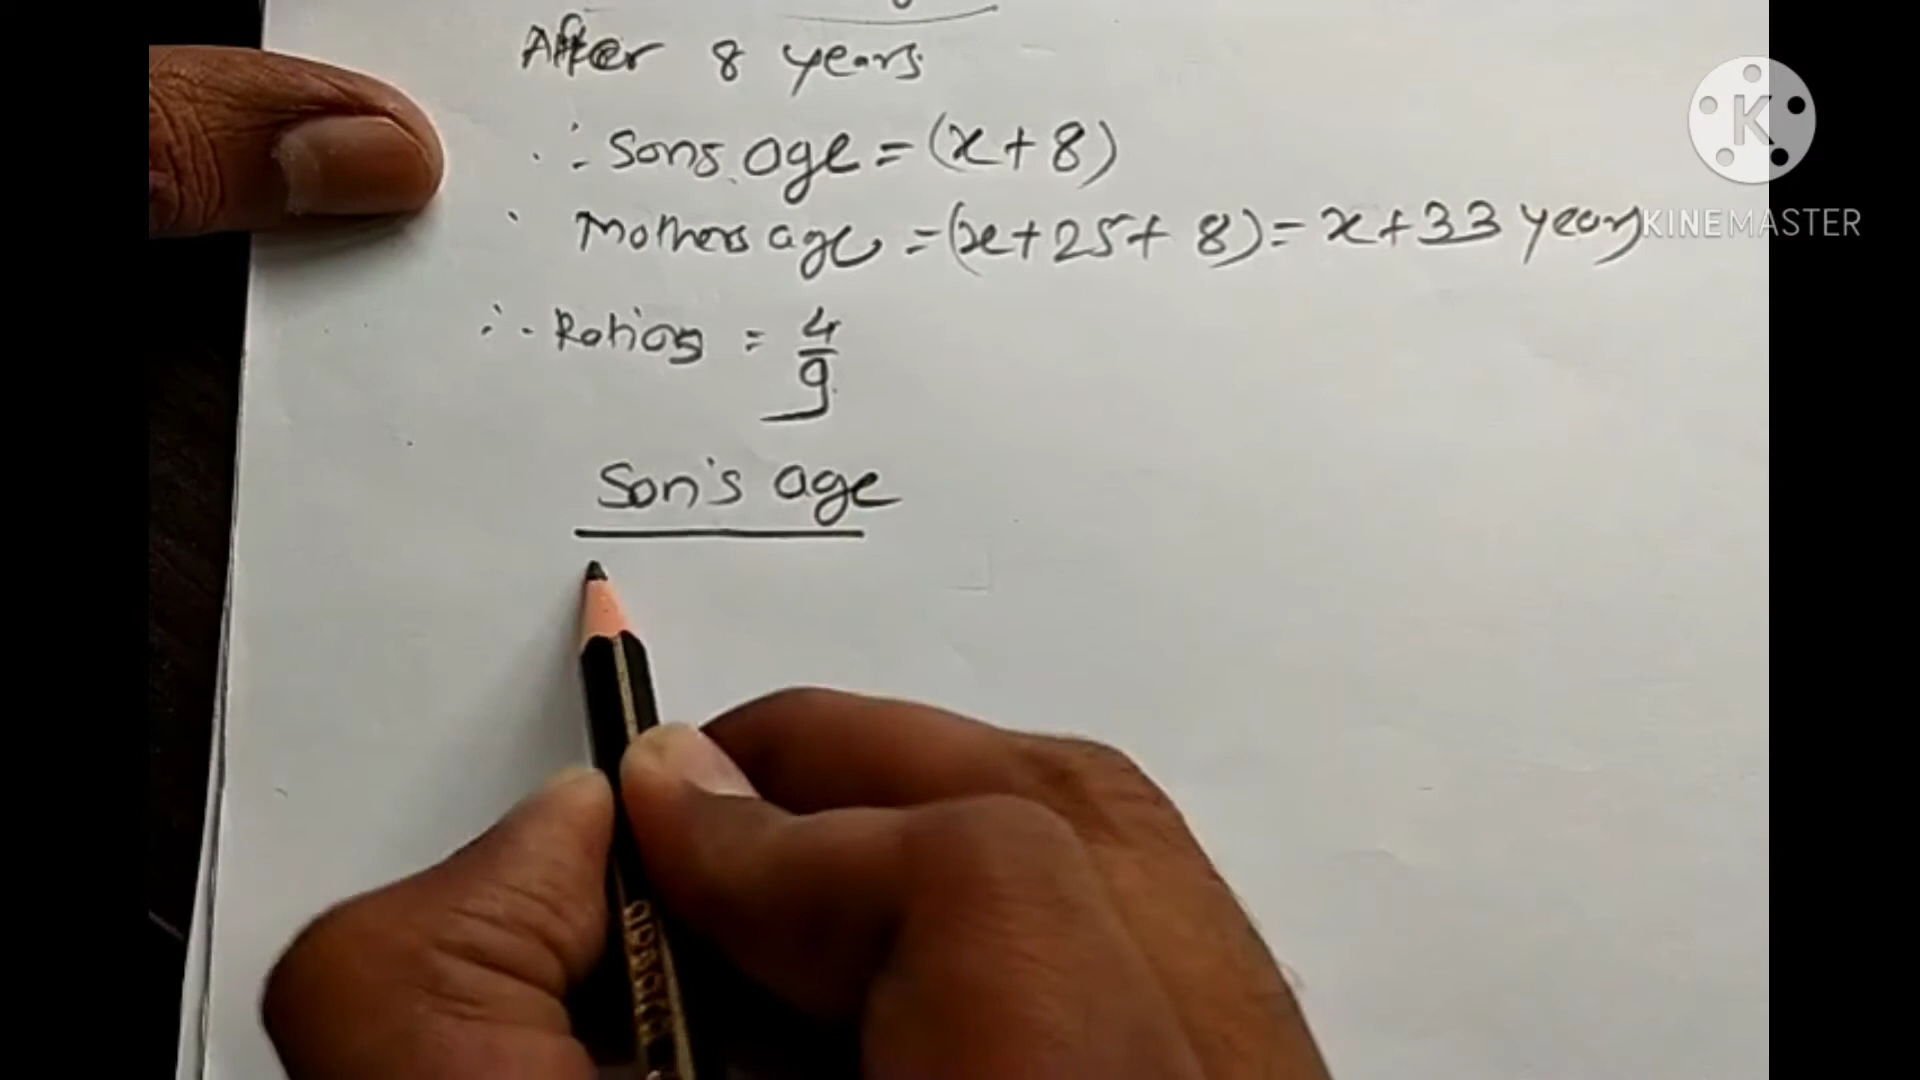 After 8 years
∴ Sons age = (x+8)
Mothers age = (x+25+8) = x+33 years
∴ Ratios = 4/9
Son's age
K
KINEMASTER